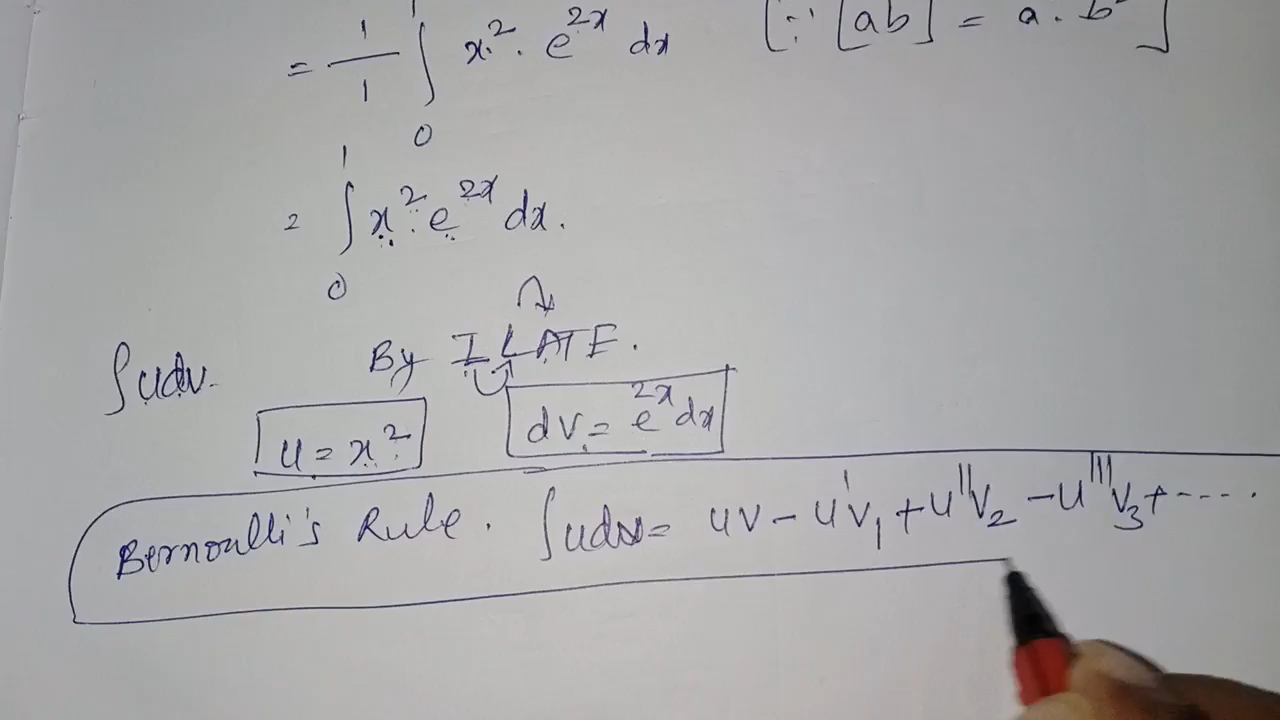 = 1/1 ∫₀¹ x². e^2x dx [∵ [ab] = a. b
2 ∫₀¹ x² e^2x dx.
By ILATE.
∫udv.
u = x² dv = e^2x dx
Bernoulli's Rule. ∫udv = uv - u'v₁ + u''v₂ - u'''v₃ + ----.